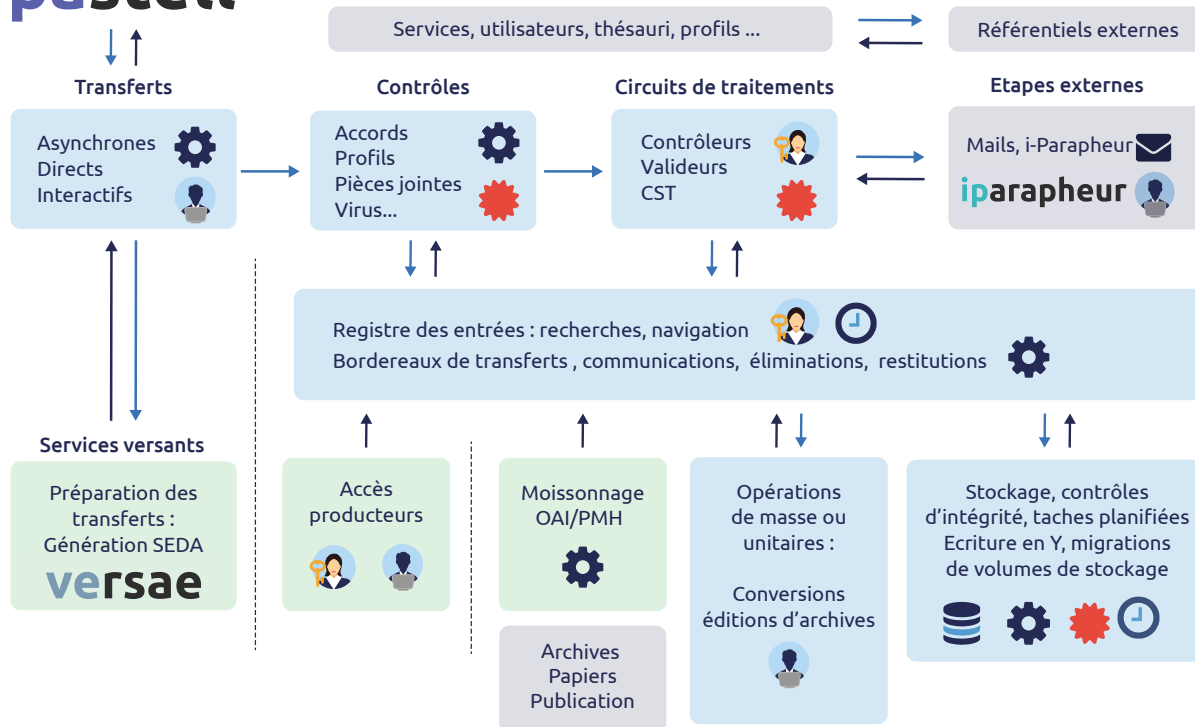 pastell
Services, utilisateurs, thésauri, profils ...
Référentiels externes
Transferts
Contrôles
Circuits de traitements
Etapes externes
Asynchrones
Directs
Interactifs
Accords
Profils
Pièces jointes
Virus...
Contrôleurs
Valideurs
CST
Mails, i-Parapheur
iparapheur
Registre des entrées : recherches, navigation
Bordereaux de transferts , communications, éliminations, restitutions
Services versants
Préparation des
transferts :
Génération SEDA
versae
Accès
producteurs
Moissonnage
OAI/PMH
Archives
Papiers
Publication
Opérations
de masse ou
unitaires :
Conversions
éditions d’archives
Stockage, contrôles
d’intégrité, taches planifiées
Ecriture en Y, migrations
de volumes de stockage